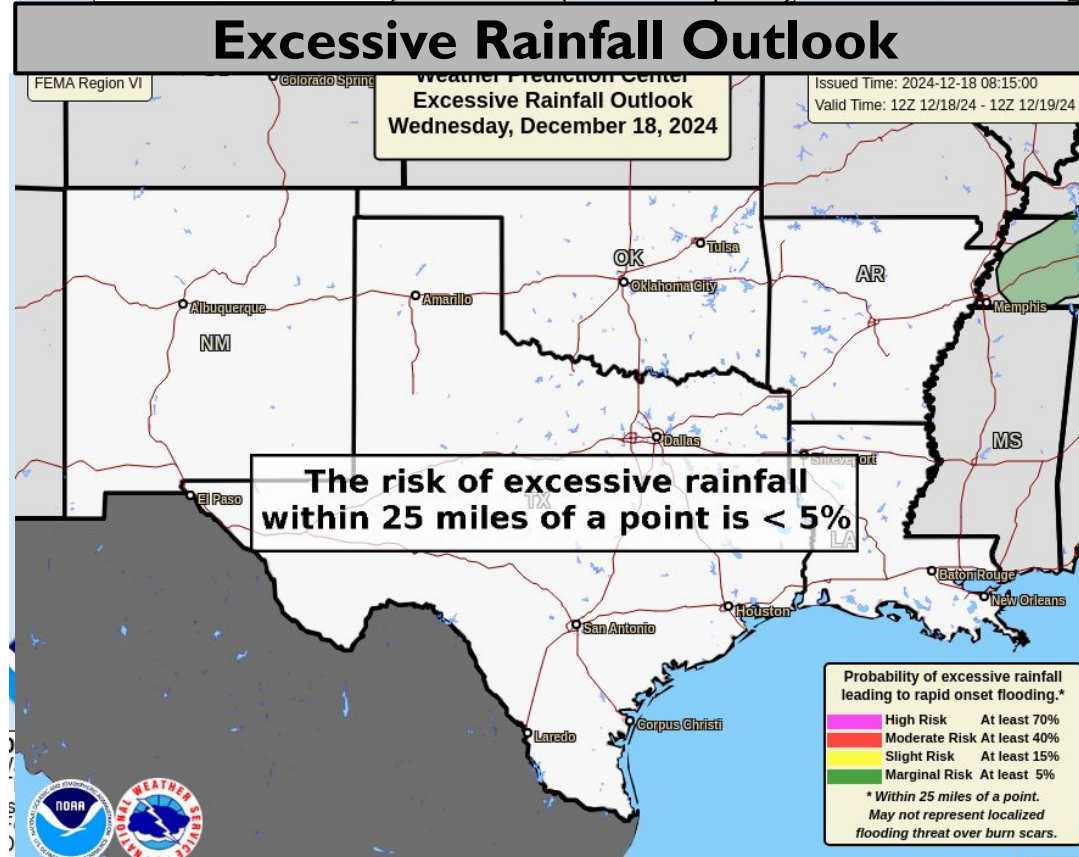 Excessive Rainfall Outlook
FEMA Region VI
Colorado Spring
Weather Prediction Center
Excessive Rainfall Outlook
Wednesday, December 18, 2024
Issued Time: 2024-12-18 08:15:00
Valid Time: 12Z 12/18/24 - 12Z 12/19/24
Tulsa
OK
Oklahoma City
AR
Albuquerque
Amarillo
Memphis
NM
Dallas
MS
Shreveport
The risk of excessive rainfall
within 25 miles of a point is < 5%
El Paso
TX
LA
Baton Rouge
New Orleans
Houston
San Antonio
Corpus Christi
Laredo
Probability of excessive rainfall
leading to rapid onset flooding.*
High Risk At least 70%
Moderate Risk At least 40%
Slight Risk At least 15%
Marginal Risk At least 5%
* Within 25 miles of a point.
May not represent localized
flooding threat over burn scars.
NOAA
NATIONAL WEATHER SERVICE